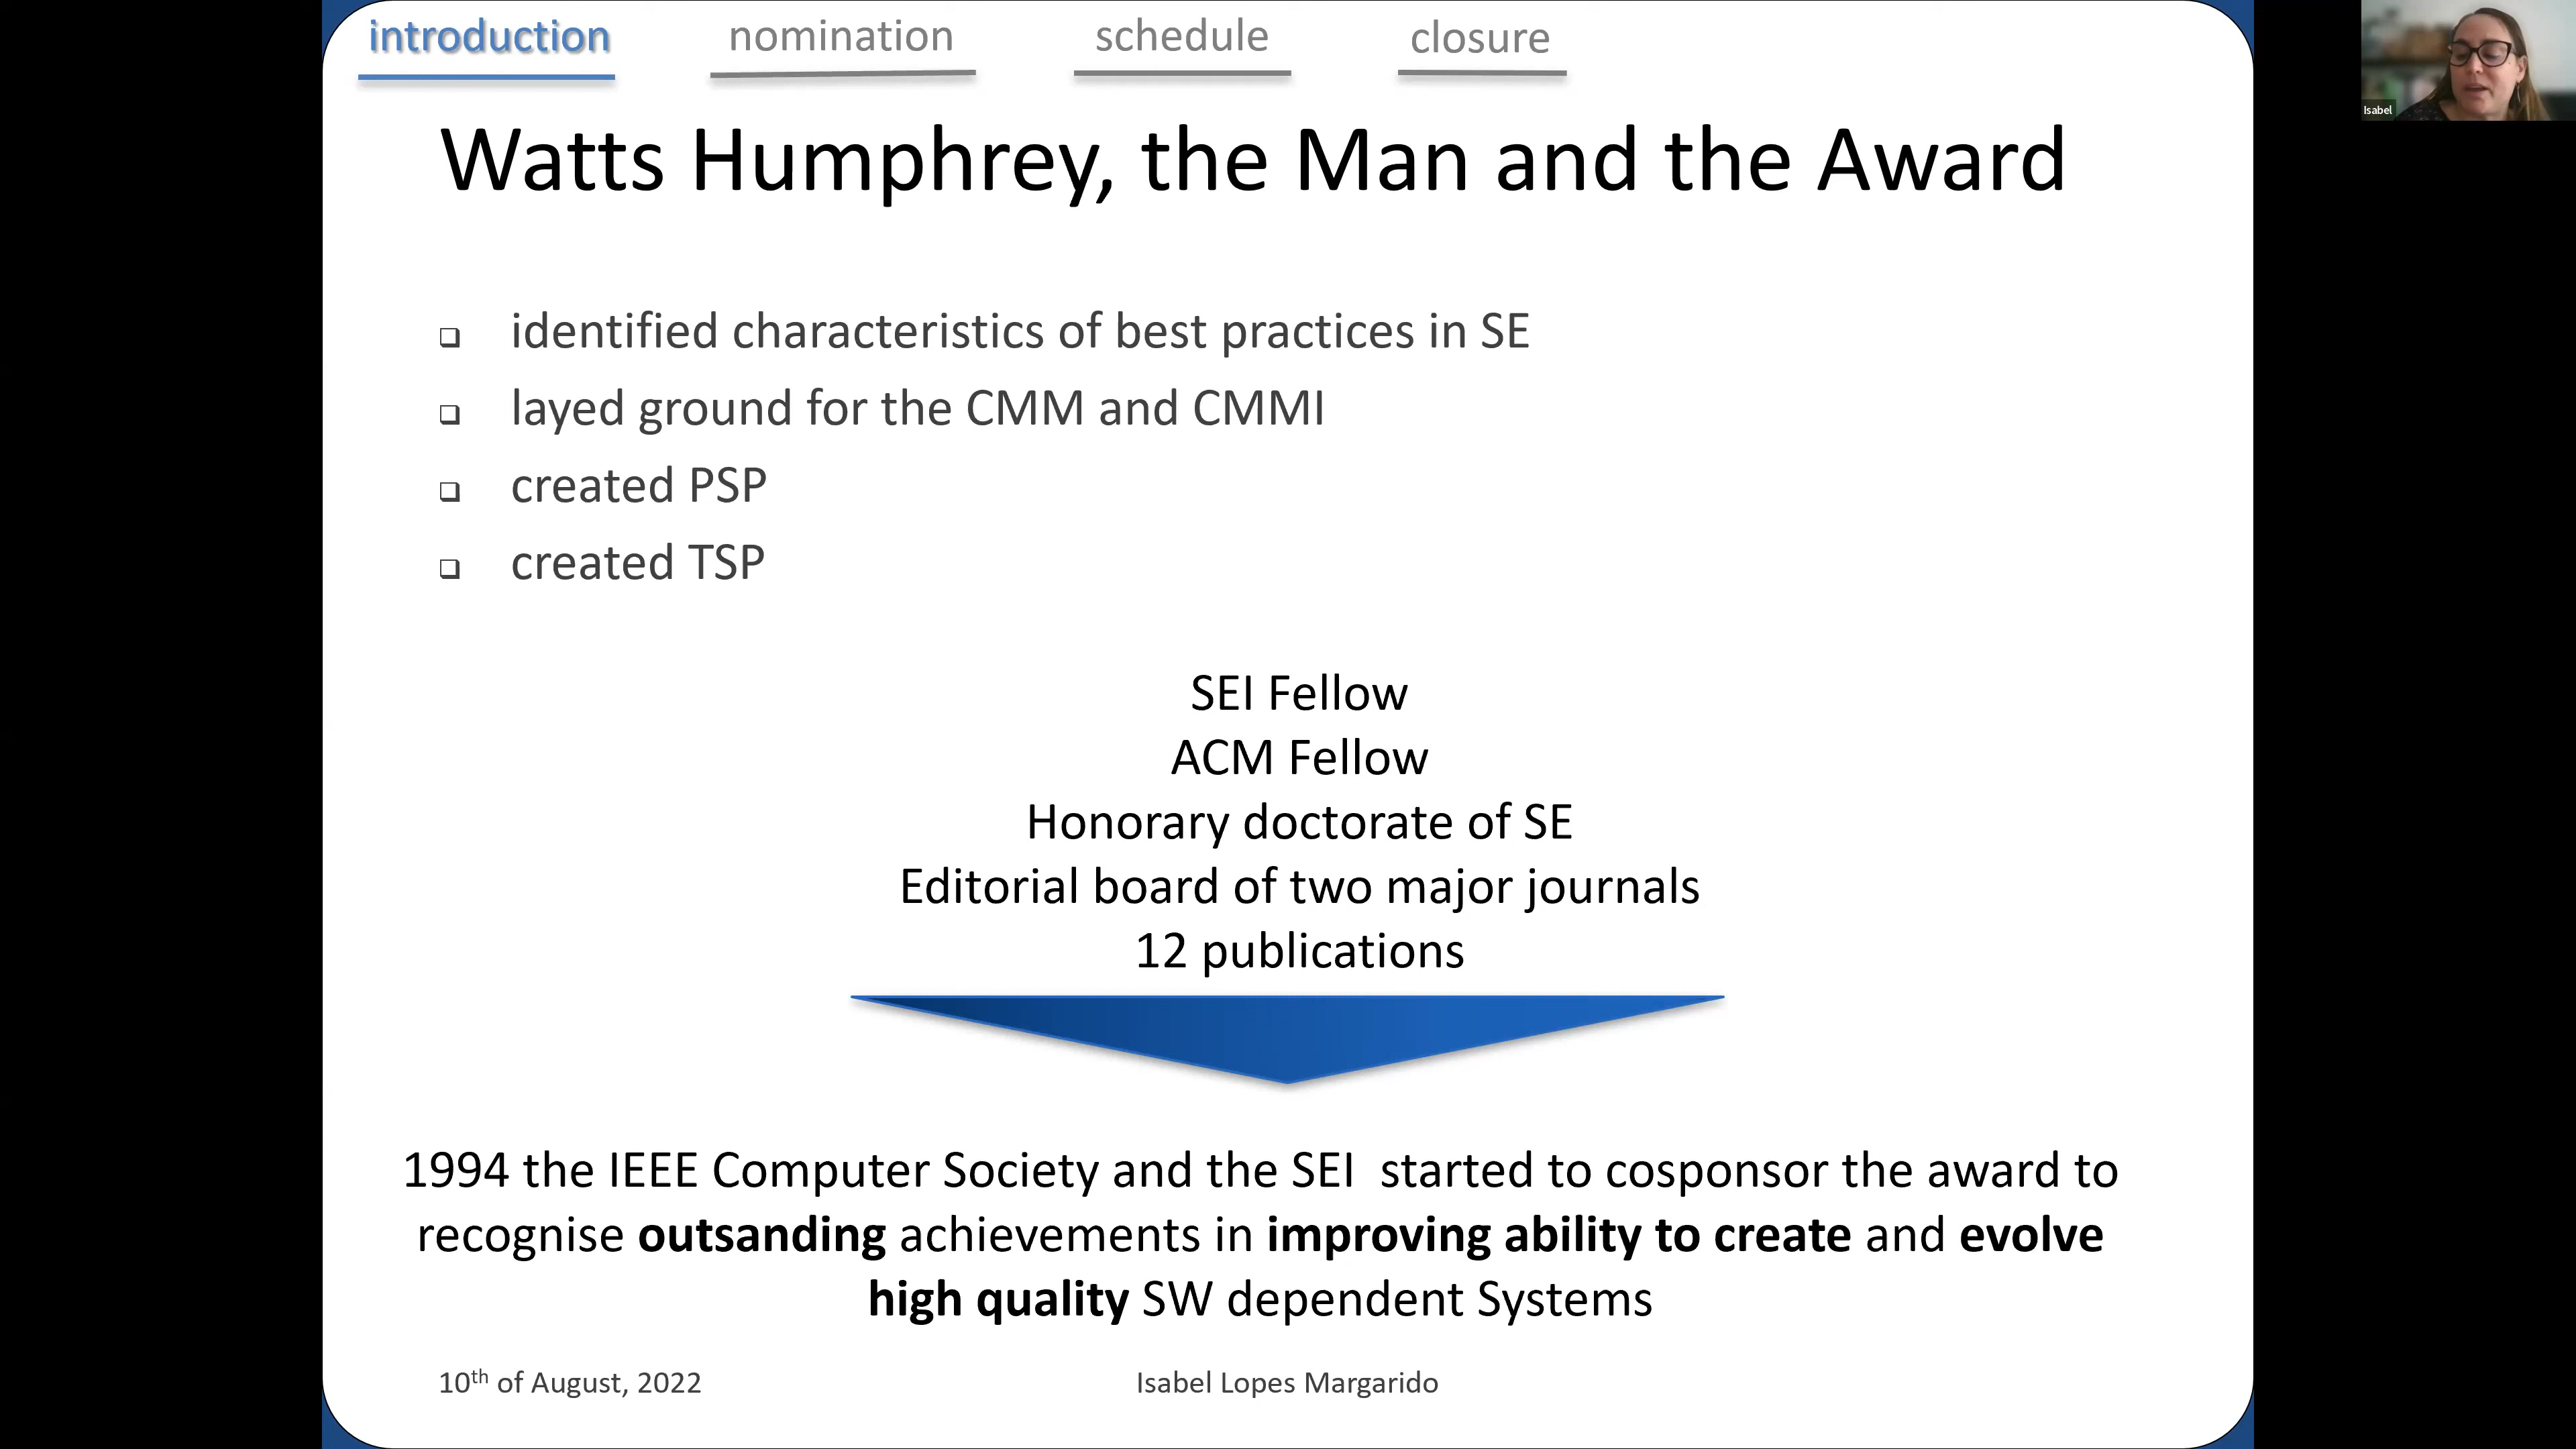 introduction nomination schedule closure
Isabel
Watts Humphrey, the Man and the Award
identified characteristics of best practices in SE
layed ground for the CMM and CMMI
created PSP
created TSP
SEI Fellow
ACM Fellow
Honorary doctorate of SE
Editorial board of two major journals
12 publications
1994 the IEEE Computer Society and the SEI started to cosponsor the award to
recognise outsanding achievements in improving ability to create and evolve
high quality SW dependent Systems
10th of August, 2022 Isabel Lopes Margarido